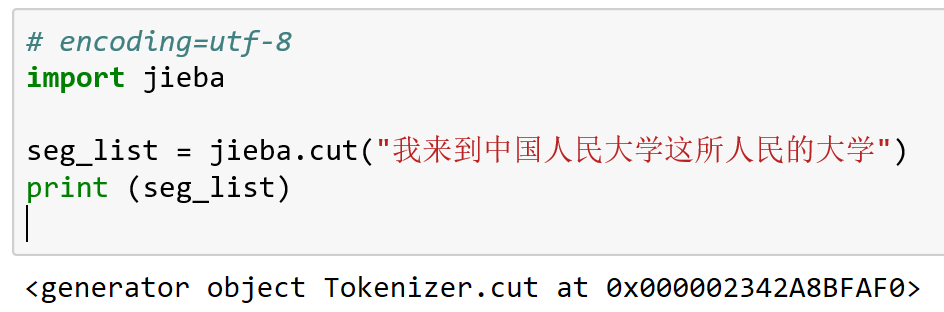 # encoding=utf-8
import jieba
seg_list = jieba.cut("我来到中国人民大学这所人民的大学")
print (seg_list)
<generator object Tokenizer.cut at 0x000002342A8BFAF0>